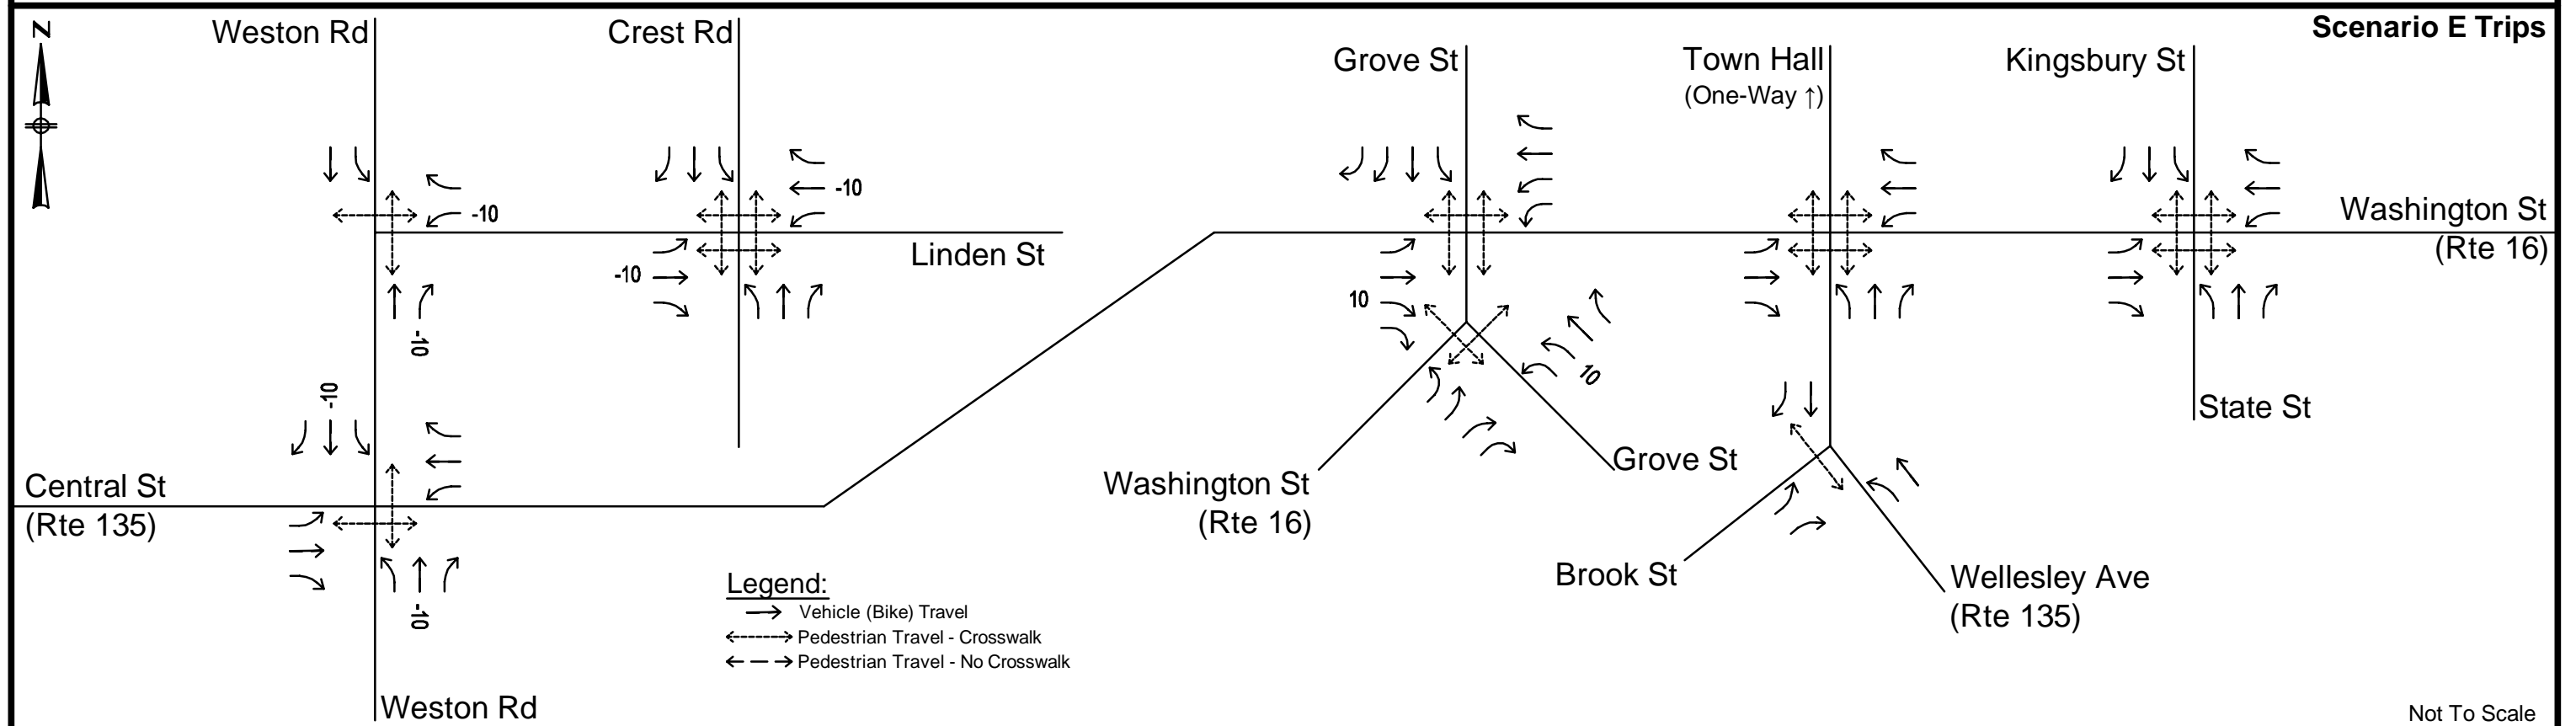 Scenario E Trips
N
Weston Rd
Crest Rd
Grove St
Town Hall
(One-Way ↑)
Kingsbury St
-10
-10
-10
-10
Linden St
10
Washington St
(Rte 16)
-10
10
State St
Grove St
Washington St
(Rte 16)
Central St
(Rte 135)
-10
Brook St
Wellesley Ave
(Rte 135)
Legend:
Vehicle (Bike) Travel
Pedestrian Travel - Crosswalk
Pedestrian Travel - No Crosswalk
Weston Rd
Not To Scale